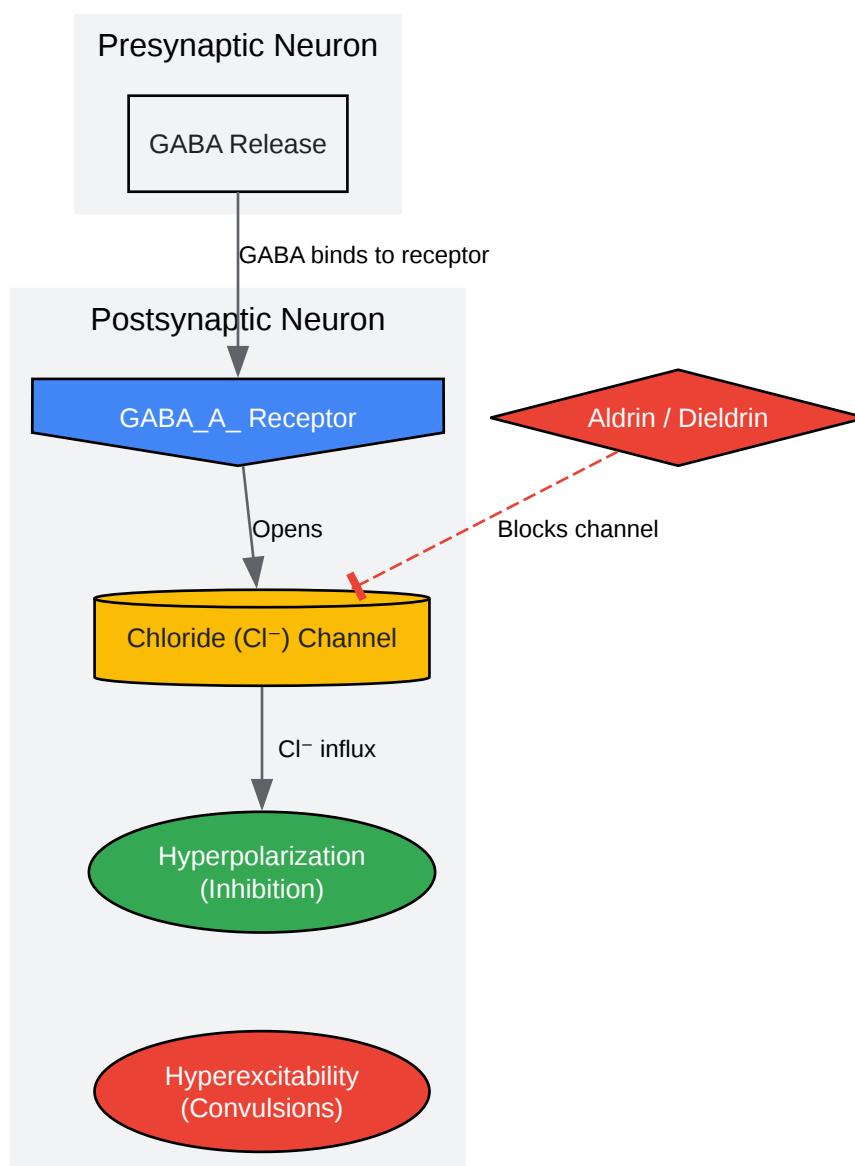 Presynaptic Neuron
GABA Release
GABA binds to receptor
Postsynaptic Neuron
GABA_A_ Receptor
Aldrin / Dieldrin
Opens
Blocks channel
Chloride (Cl⁻) Channel
Cl⁻ influx
Hyperpolarization
(Inhibition)
Hyperexcitability
(Convulsions)